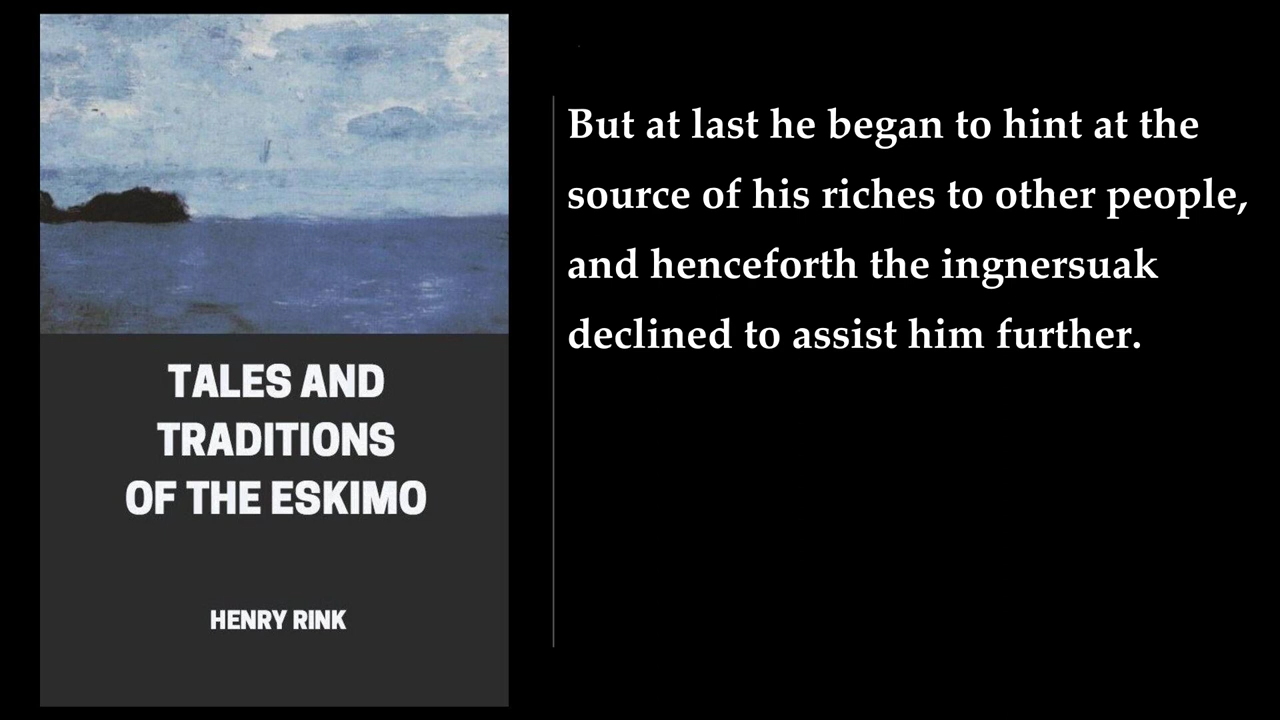 TALES AND
TRADITIONS
OF THE ESKIMO
HENRY RINK
But at last he began to hint at the
source of his riches to other people,
and henceforth the ingnersuak
declined to assist him further.